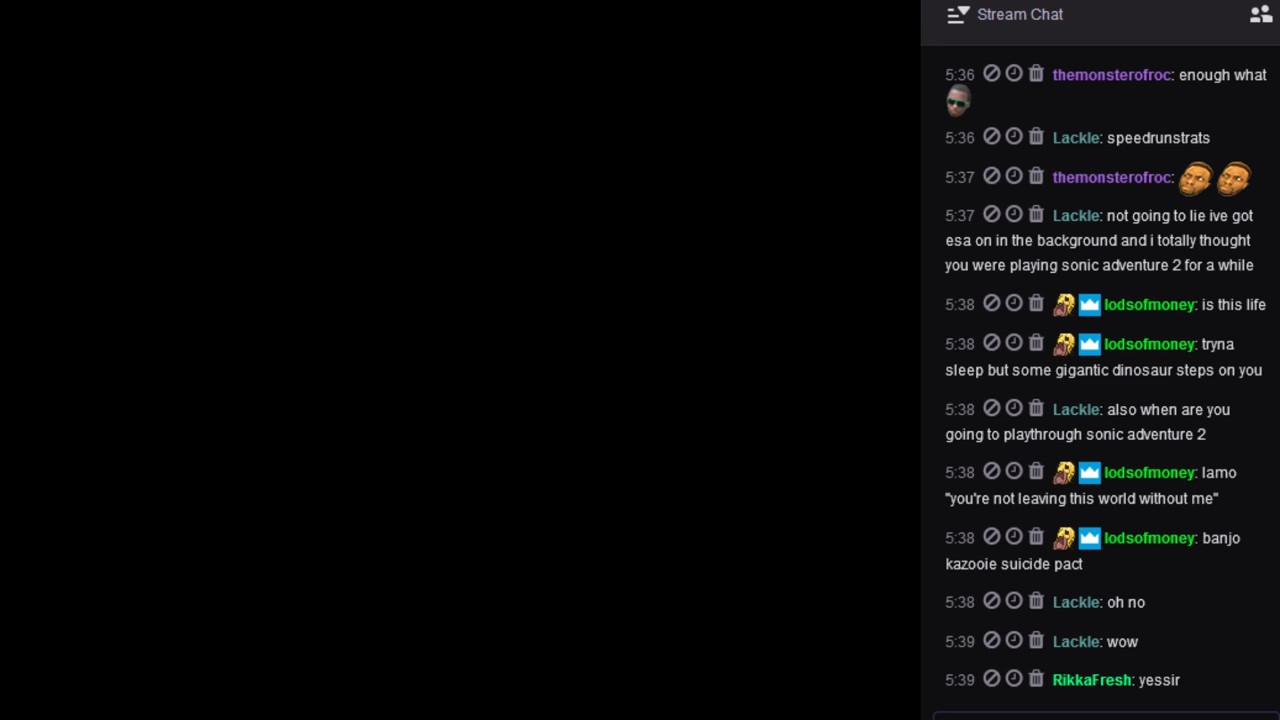 Stream Chat
5:36 themonsterofroc: enough what
5:36 Lackle: speedrunstrats
5:37 themonsterofroc:
5:37 Lackle: not going to lie ive got
esa on in the background and i totally thought
you were playing sonic adventure 2 for a while
5:38 lodsofmoney: is this life
5:38 lodsofmoney: tryna
sleep but some gigantic dinosaur steps on you
5:38 Lackle: also when are you
going to playthrough sonic adventure 2
5:38 lodsofmoney: lamo
"you're not leaving this world without me"
5:38 lodsofmoney: banjo
kazooie suicide pact
5:38 Lackle: oh no
5:39 Lackle: wow
5:39 RikkaFresh: yessir